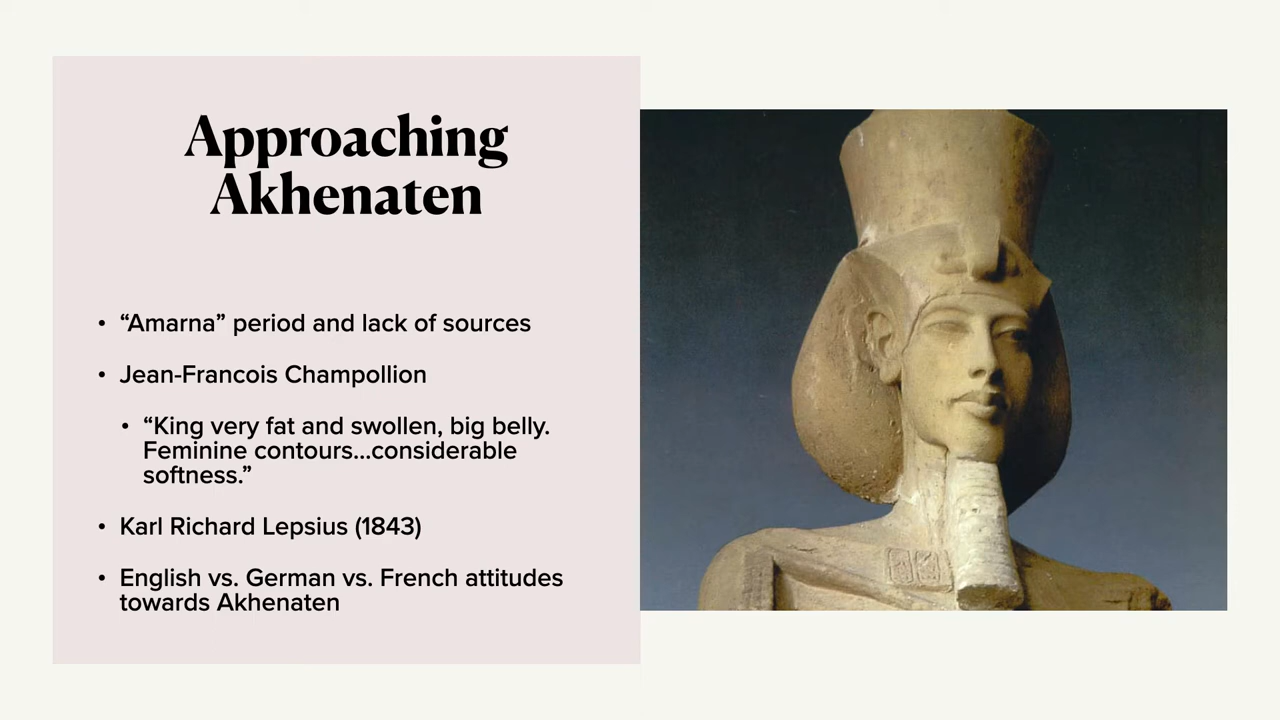 Approaching
Akhenaten
• “Amarna” period and lack of sources
• Jean-Francois Champollion
• “King very fat and swollen, big belly.
Feminine contours...considerable
softness.”
• Karl Richard Lepsius (1843)
• English vs. German vs. French attitudes
towards Akhenaten